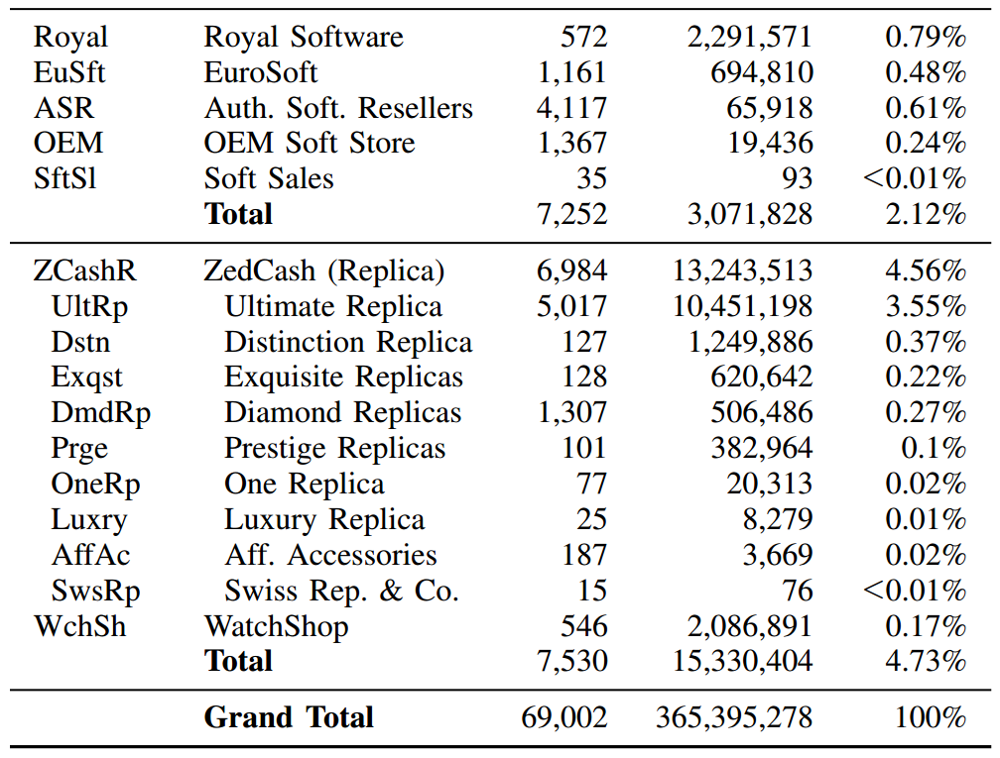 Royal Royal Software 572 2,291,571 0.79%
EuSft EuroSoft 1,161 694,810 0.48%
ASR Auth. Soft. Resellers 4,117 65,918 0.61%
OEM OEM Soft Store 1,367 19,436 0.24%
SftSl Soft Sales 35 93 <0.01%
Total 7,252 3,071,828 2.12%
ZCashR ZedCash (Replica) 6,984 13,243,513 4.56%
UltRp Ultimate Replica 5,017 10,451,198 3.55%
Dstn Distinction Replica 127 1,249,886 0.37%
Exqst Exquisite Replicas 128 620,642 0.22%
DmdRp Diamond Replicas 1,307 506,486 0.27%
Prge Prestige Replicas 101 382,964 0.1%
OneRp One Replica 77 20,313 0.02%
Luxry Luxury Replica 25 8,279 0.01%
AffAc Aff. Accessories 187 3,669 0.02%
SwsRp Swiss Rep. & Co. 15 76 <0.01%
WchSh WatchShop 546 2,086,891 0.17%
Total 7,530 15,330,404 4.73%
Grand Total 69,002 365,395,278 100%